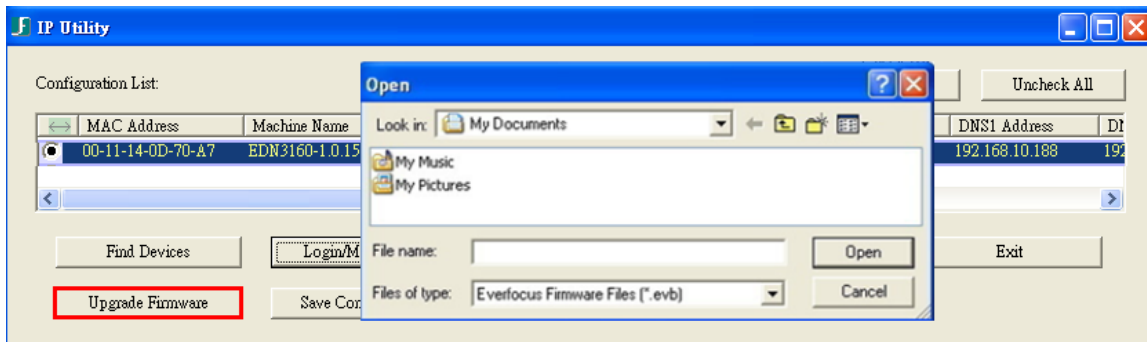 IP Utility
Configuration List:
Uncheck All
MAC Address Machine Name DNS1 Address
00-11-14-0D-70-A7 EDN3160-1.0.15 192.168.10.188 192
Find Devices
Login/M
Exit
Upgrade Firmware
Save Con
Open
Look in: My Documents
My Music
My Pictures
File name:
Open
Files of type: Everfocus Firmware Files (*.evb)
Cancel